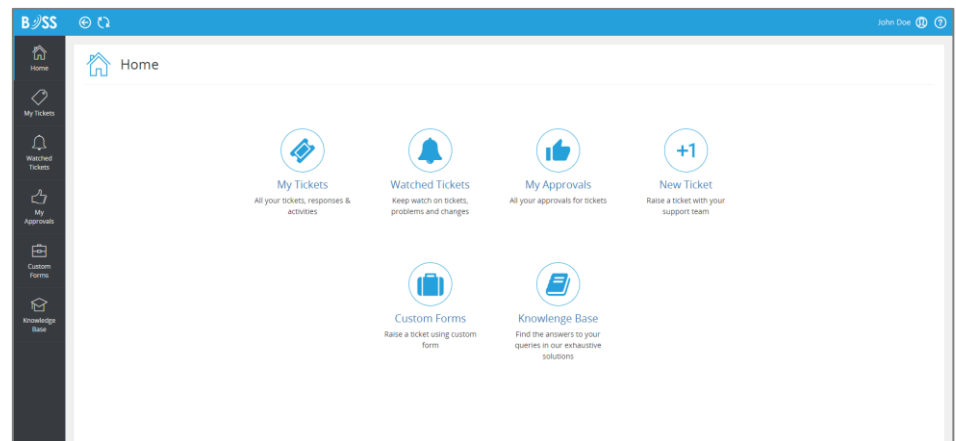 BOSS
John Doe
Home
My Tickets
Watched
Tickets
My
Approvals
Custom
Forms
Knowledge
Base
Home
My Tickets
All your tickets, responses &
activities
Watched Tickets
Keep watch on tickets,
problems and changes
My Approvals
All your approvals for tickets
+1
New Ticket
Raise a ticket with your
support team
Custom Forms
Raise a ticket using custom
form
Knowlenge Base
Find the answers to your
queries in our exhaustive
solutions